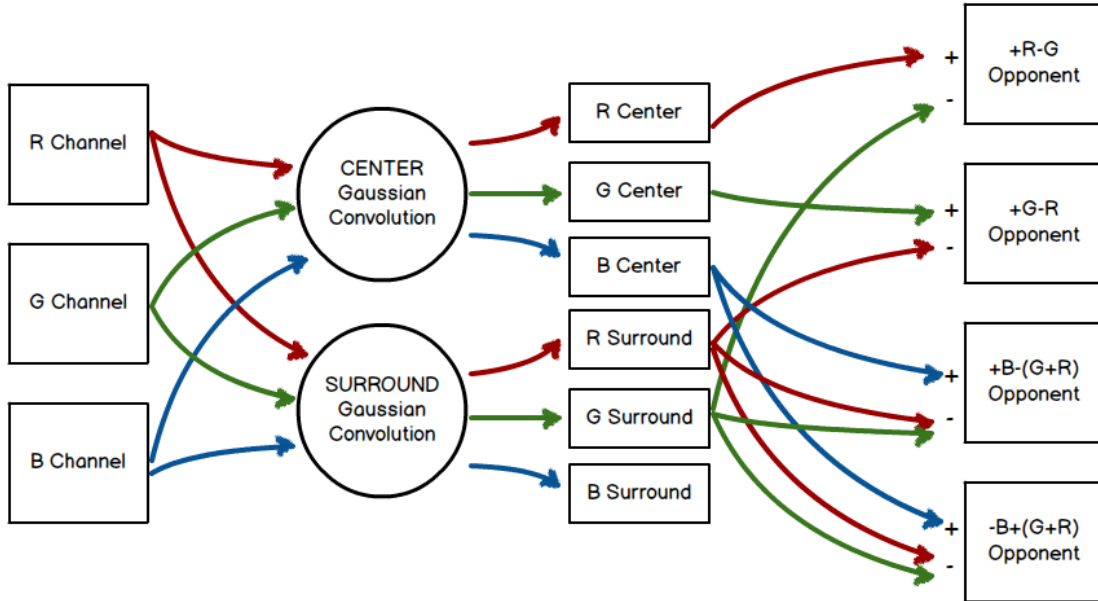 R Channel
G Channel
B Channel
CENTER
Gaussian
Convolution
SURROUND
Gaussian
Convolution
R Center
G Center
B Center
R Surround
G Surround
B Surround
+
-
+R-G
Opponent
+
-
+G-R
Opponent
+
-
+B-(G+R)
Opponent
+
-
-B+(G+R)
Opponent